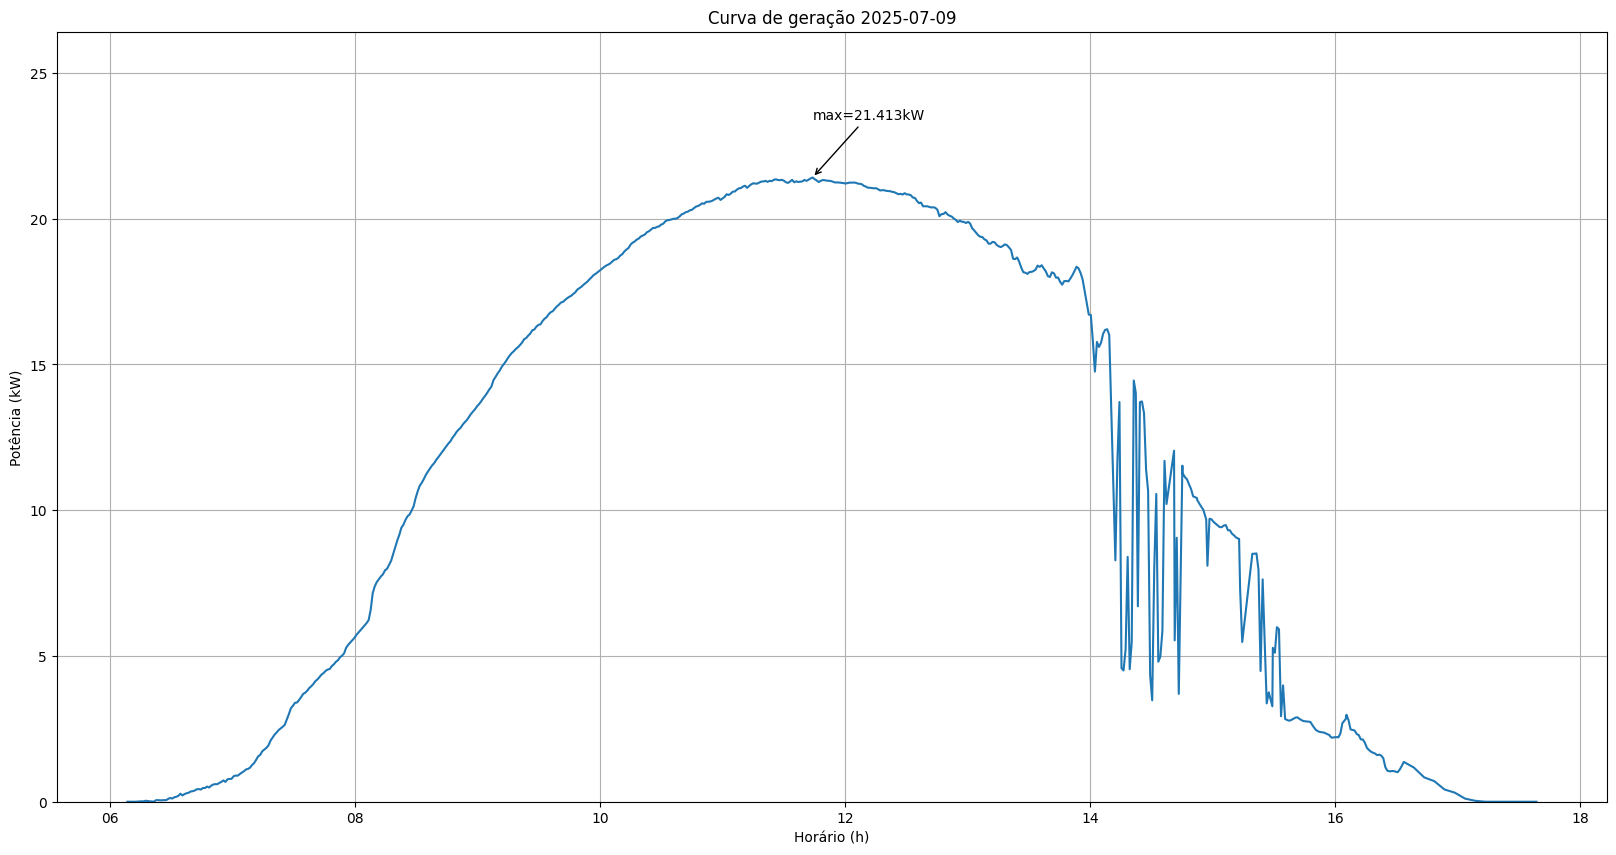 Curva de geração 2025-07-09
max=21.413kW
25
20
15
10
5
0
Potência (kW)
06 08 10 12 14 16 18
Horário (h)